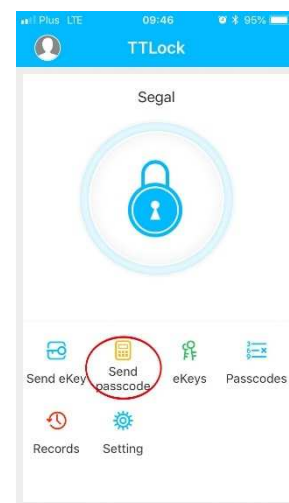 Plus LTE 09:46 95%
TTLock
Segal
Send eKey Send passcode eKeys Passcodes
Records Setting